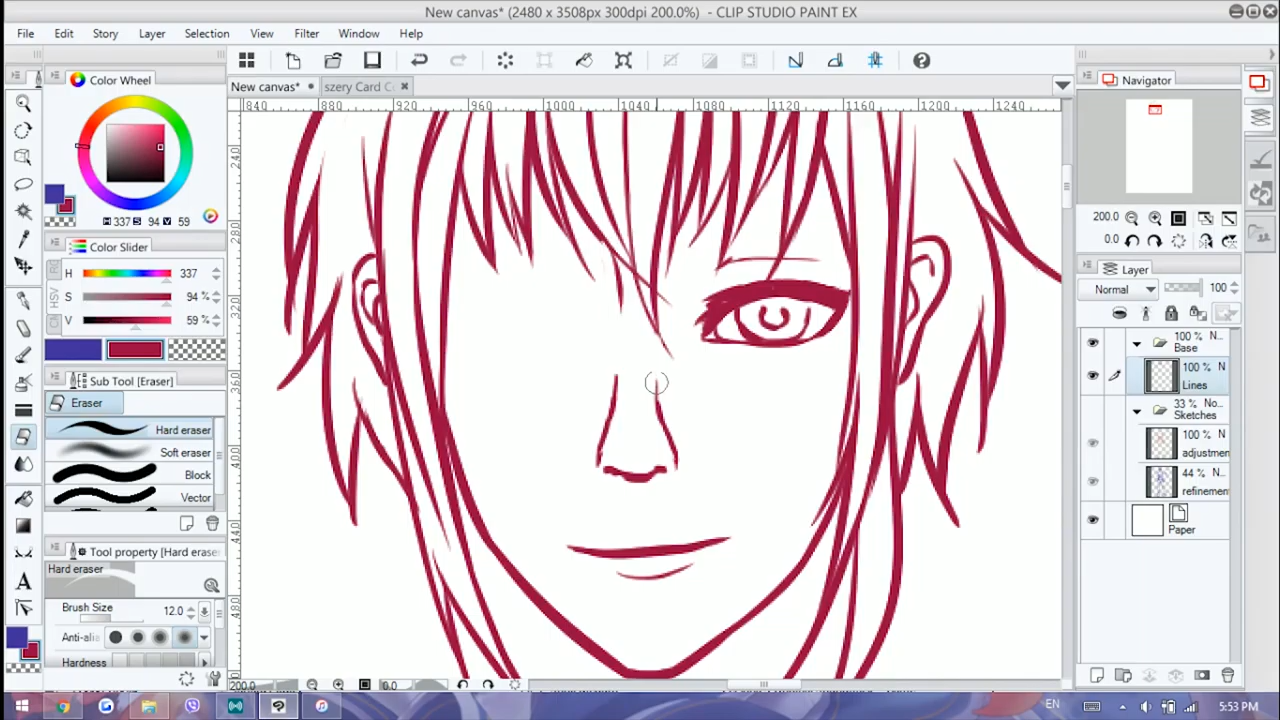 New canvas* (2480 x 3508px 300dpi 200.0%) - CLIP STUDIO PAINT EX
File Edit Story Layer Selection View Filter Window Help
Color Wheel
New canvas* szery Card C
Navigator
840 880 920 960 1000 1040 1080 1120 1160 1200 1240
240
280
320
360
400
440
480
H 337 S 94 V 59
Color Slider
HSV
H 337
S 94 %
V 59 %
Sub Tool [Eraser]
Eraser
Hard eraser
Soft eraser
Block
Vector
Tool property [Hard erase
Hard eraser
Brush Size 12.0
Anti-alia
Hardness
200.0 0.0
200.0
0.0
Layer
Normal 100
100 % N
Base
100 % N
Lines
33 % No
Sketches
100 % N
adjustmen
44 % N
refinemen
Paper
EN 5:53 PM